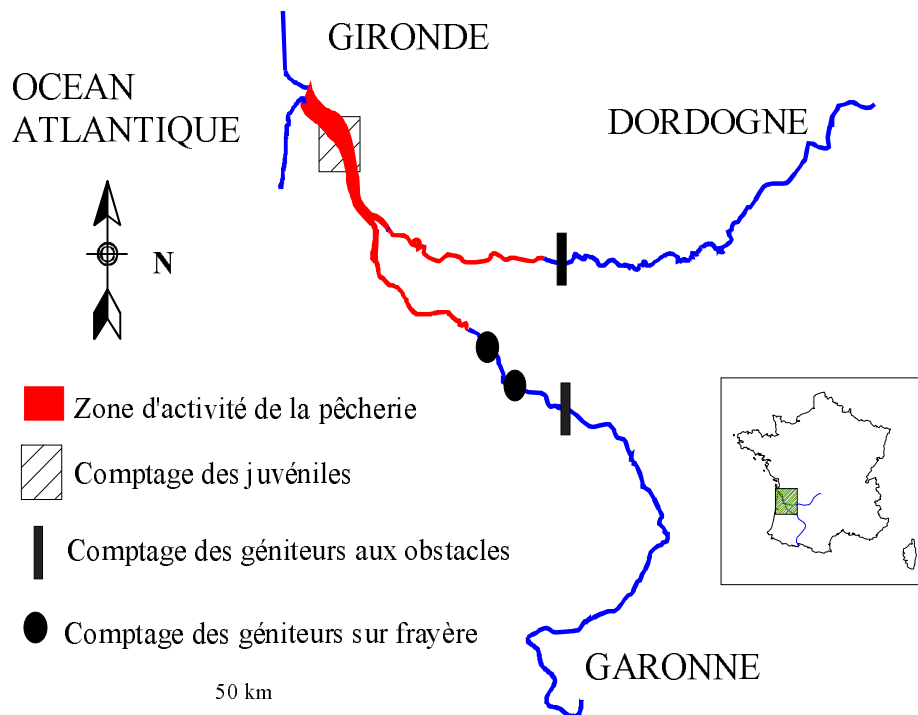 GIRONDE
OCEAN
ATLANTIQUE
DORDOGNE
N
Zone d'activité de la pêcherie
Comptage des juvéniles
Comptage des géniteurs aux obstacles
Comptage des géniteurs sur frayère
GARONNE
50 km